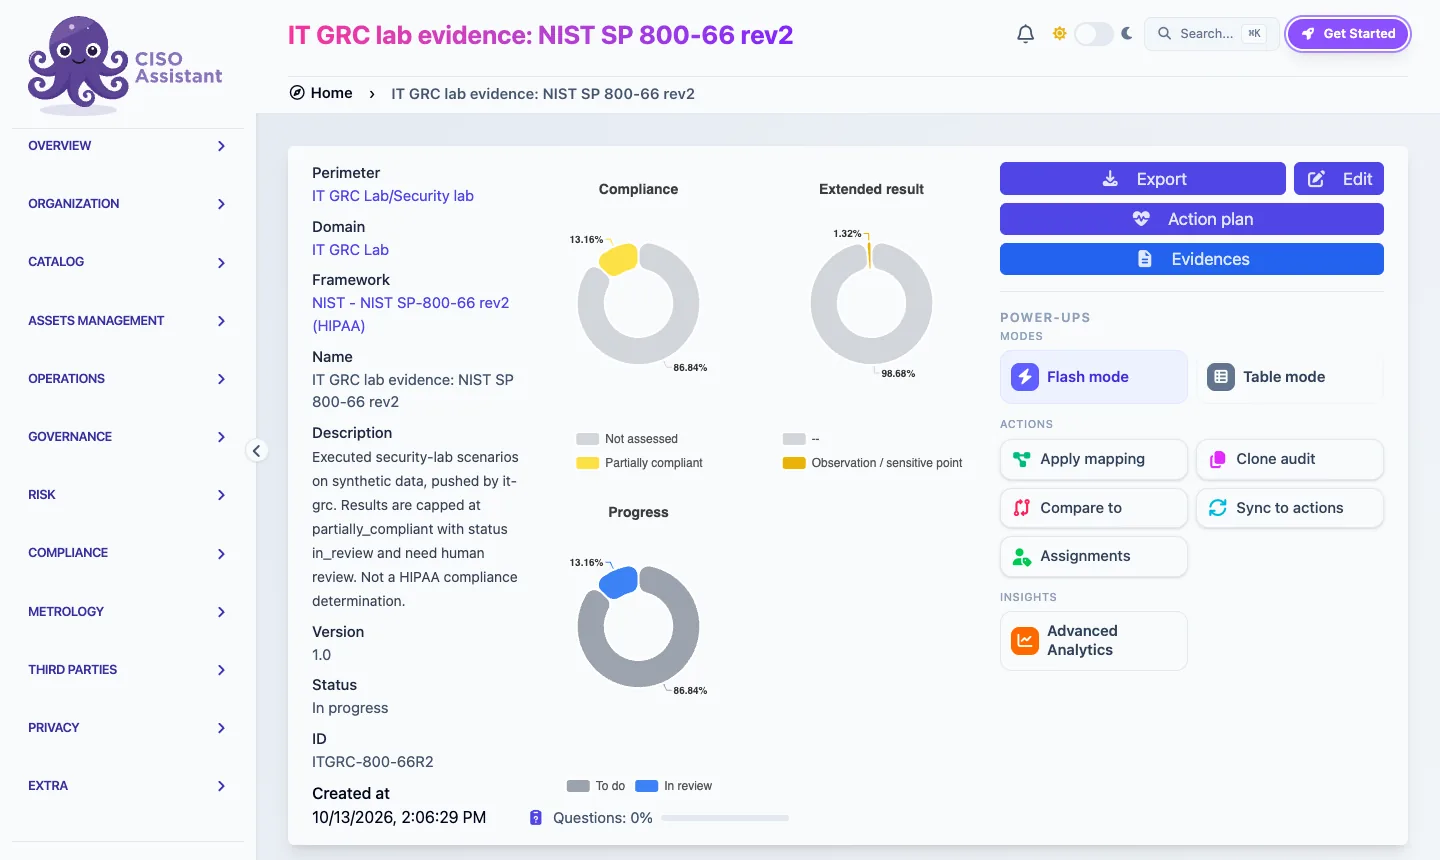 CISO
Assistant
IT GRC lab evidence: NIST SP 800-66 rev2
Search...
⌘K
Get Started
Home
IT GRC lab evidence: NIST SP 800-66 rev2
OVERVIEW
ORGANIZATION
CATALOG
ASSETS MANAGEMENT
OPERATIONS
GOVERNANCE
RISK
COMPLIANCE
METROLOGY
THIRD PARTIES
PRIVACY
EXTRA
Perimeter
IT GRC Lab/Security lab
Domain
IT GRC Lab
Framework
NIST - NIST SP-800-66 rev2
(HIPAA)
Name
IT GRC lab evidence: NIST SP
800-66 rev2
Description
Executed security-lab scenarios
on synthetic data, pushed by it-
grc. Results are capped at
partially_compliant with status
in_review and need human
review. Not a HIPAA compliance
determination.
Version
1.0
Status
In progress
ID
ITGRC-800-66R2
Created at
10/13/2026, 2:06:29 PM
Compliance
13.16%
86.84%
Not assessed
Partially compliant
Extended result
1.32%
98.68%
--
Observation / sensitive point
Progress
13.16%
86.84%
To do
In review
Questions: 0%
Export
Edit
Action plan
Evidences
POWER-UPS
MODES
Flash mode
Table mode
ACTIONS
Apply mapping
Clone audit
Compare to
Sync to actions
Assignments
INSIGHTS
Advanced
Analytics